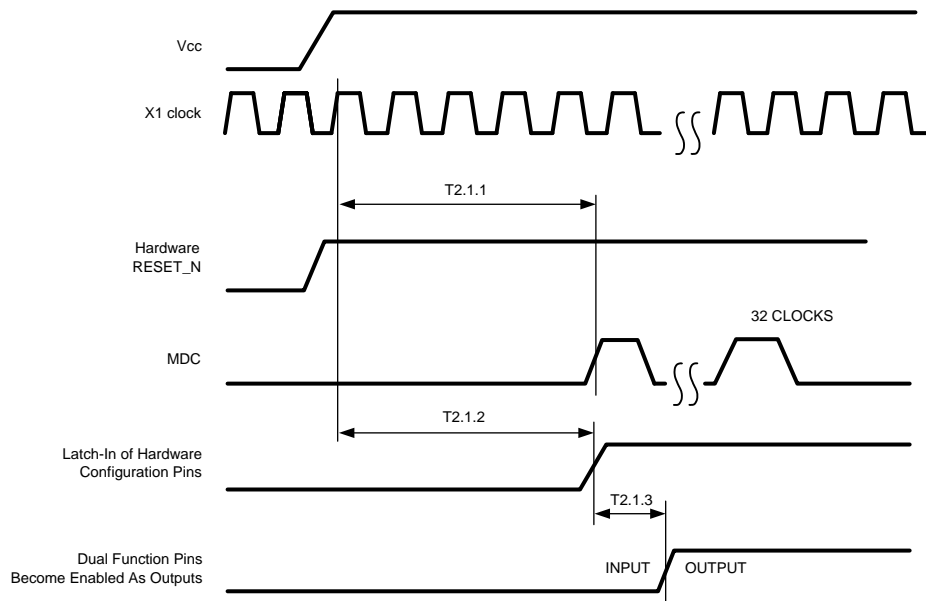 Vcc
X1 clock
T2.1.1
Hardware
RESET_N
32 CLOCKS
MDC
T2.1.2
Latch-In of Hardware
Configuration Pins
T2.1.3
Dual Function Pins
Become Enabled As Outputs
INPUT
OUTPUT